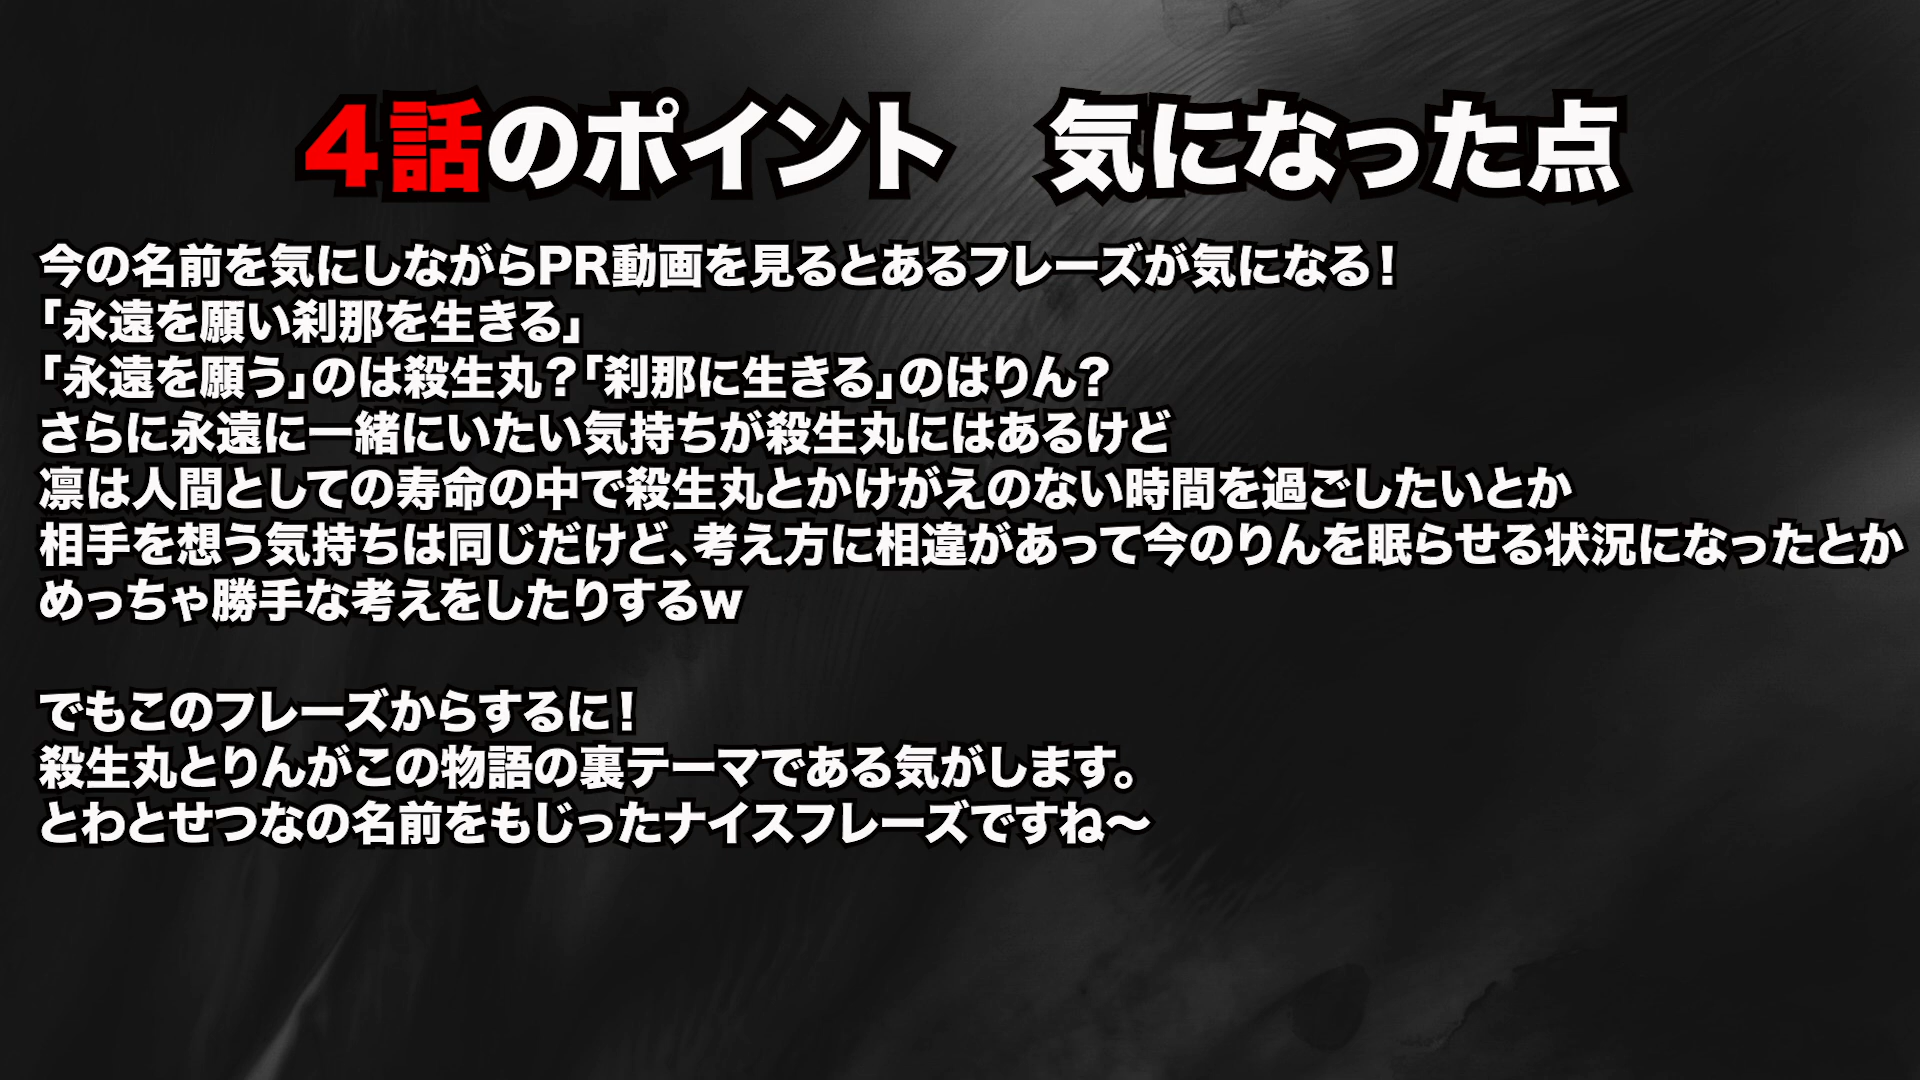 ４話のポイント　気になった点
今の名前を気にしながらPR動画を見るとあるフレーズが気になる！
「永遠を願い刹那を生きる」
「永遠を願う」のは殺生丸？「刹那に生きる」のはりん？
さらに永遠に一緒にいたい気持ちが殺生丸にはあるけど
凛は人間としての寿命の中で殺生丸とかけがえのない時間を過ごしたいとか
相手を想う気持ちは同じだけど、考え方に相違があって今のりんを眠らせる状況になったとか
めっちゃ勝手な考えをしたりするw
でもこのフレーズからするに！
殺生丸とりんがこの物語の裏テーマである気がします。
とわとせつなの名前をもじったナイスフレーズですね～